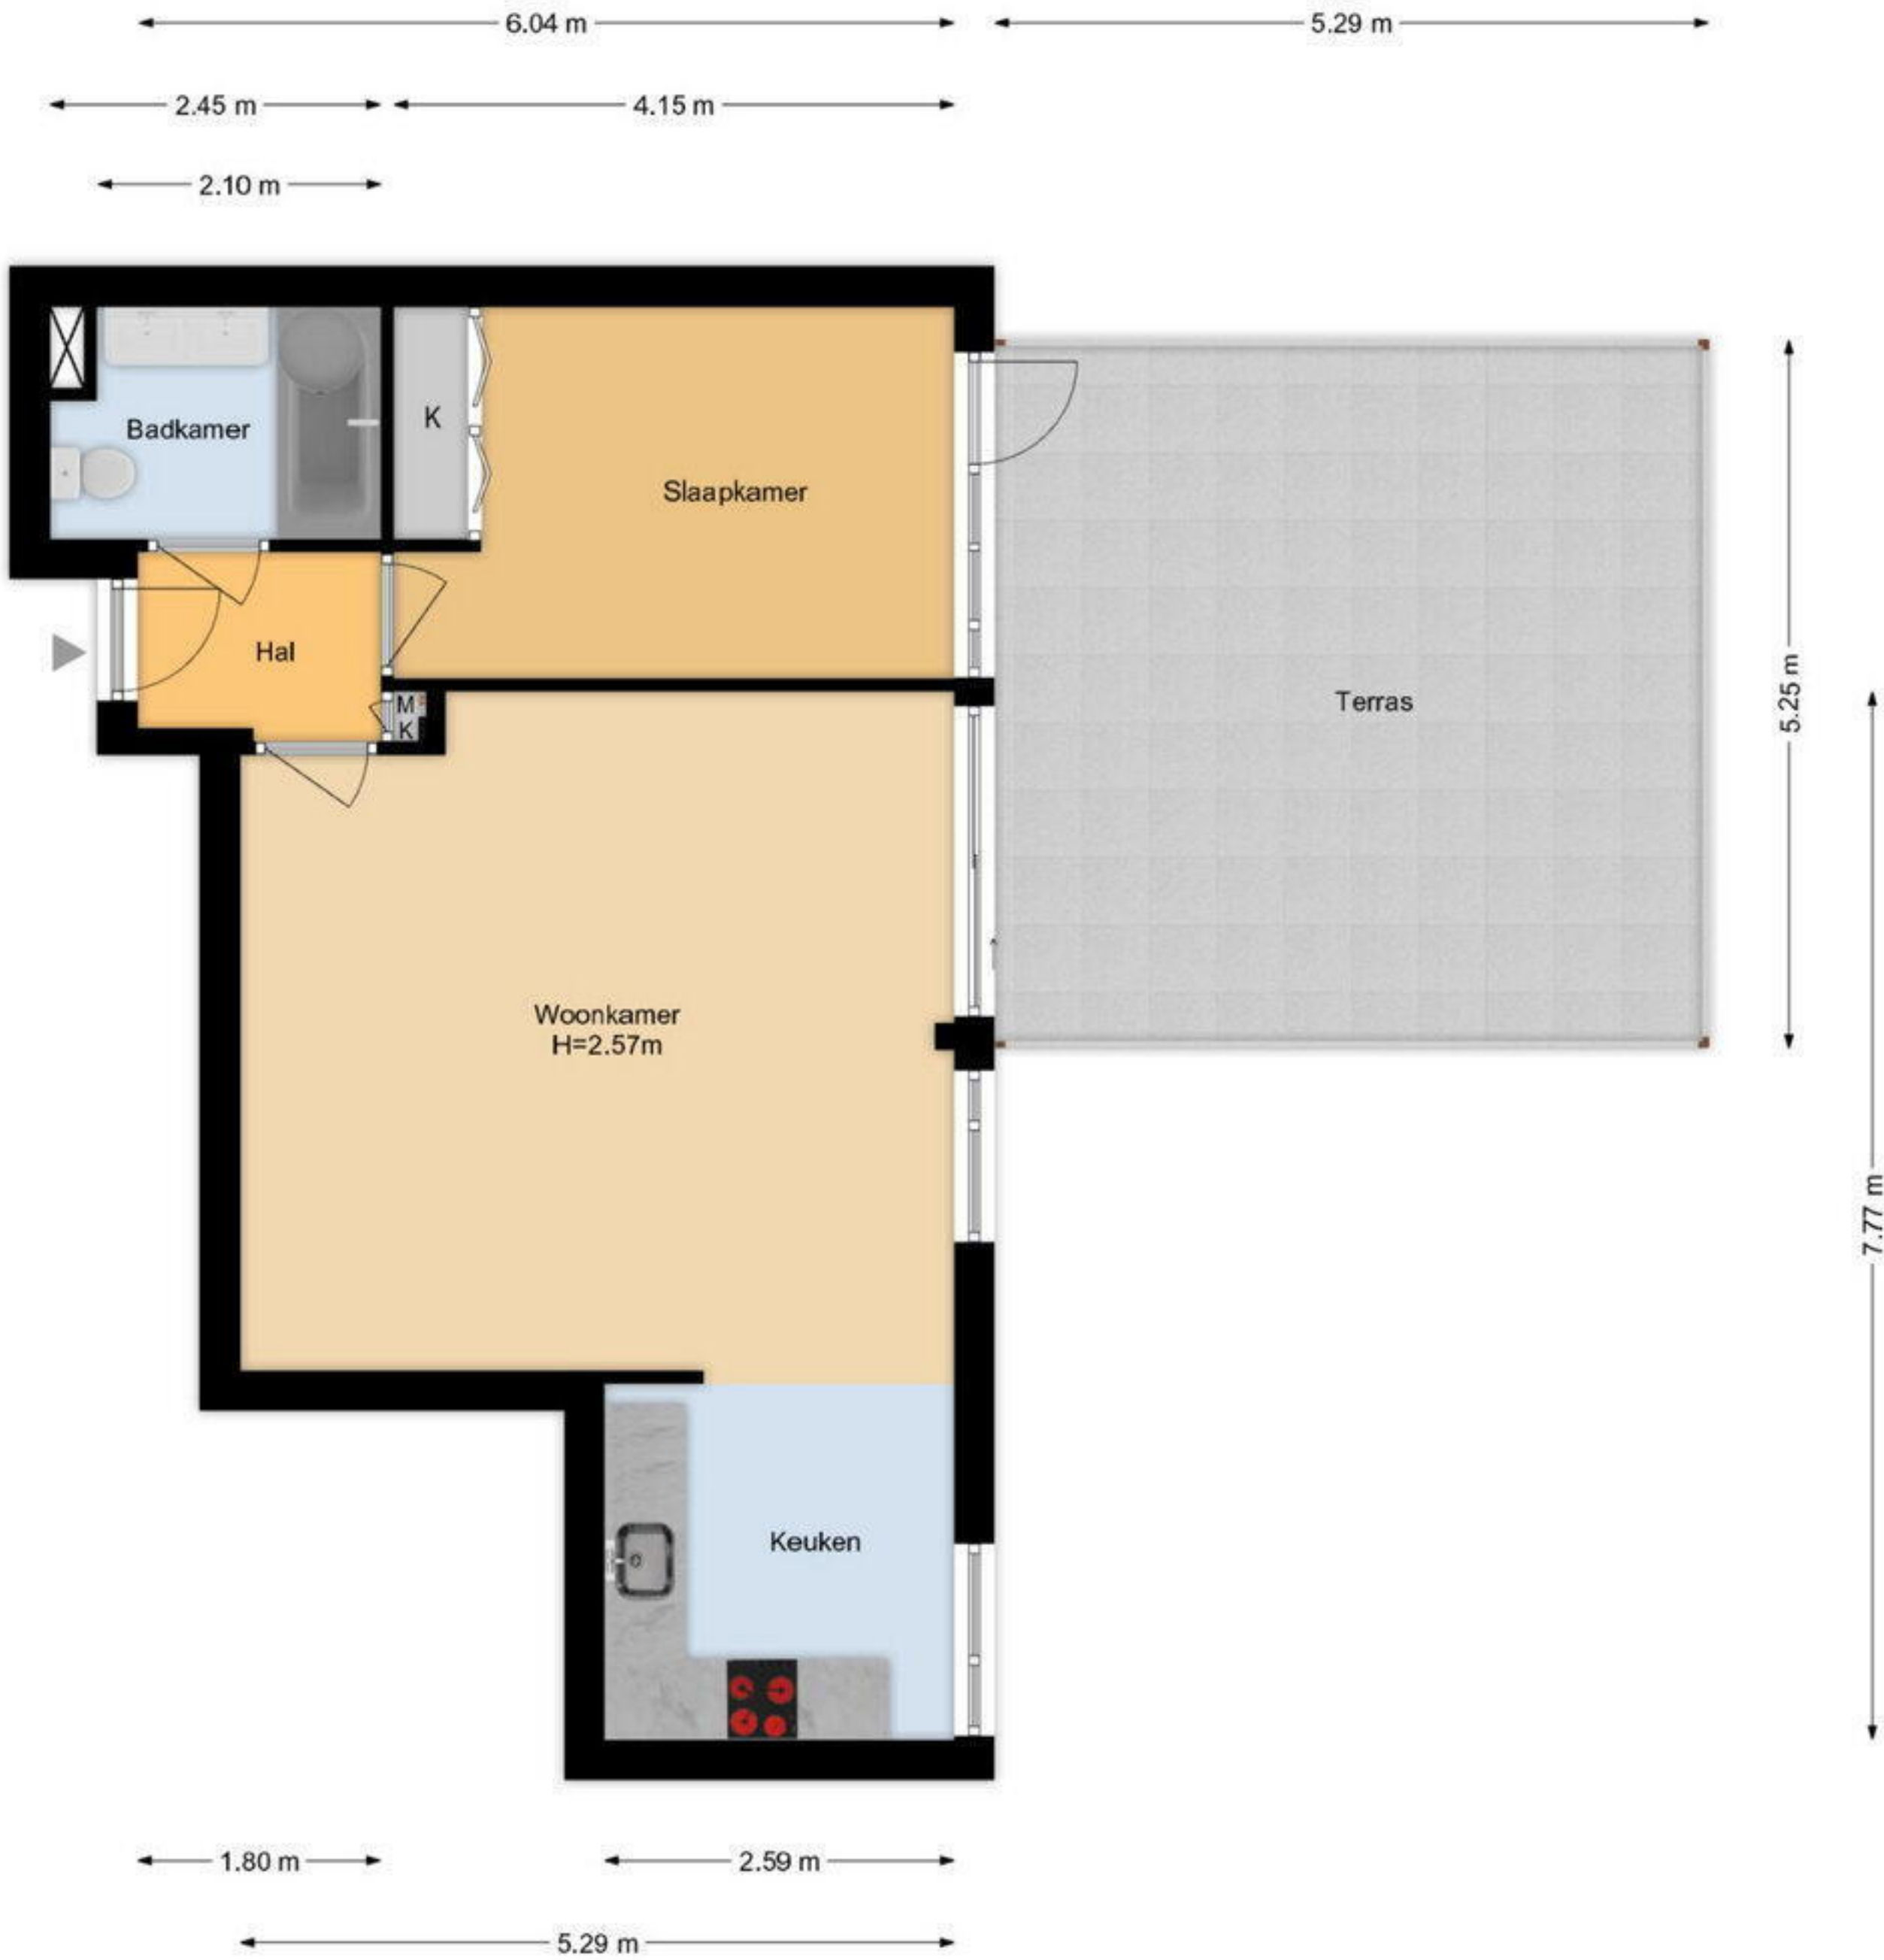 6.04 m
5.29 m
2.45 m
4.15 m
2.10 m
Badkamer
K
Slaapkamer
Hal
M
K
Terras
5.25 m
Woonkamer
H=2.57m
7.77 m
Keuken
1.80 m
2.59 m
5.29 m